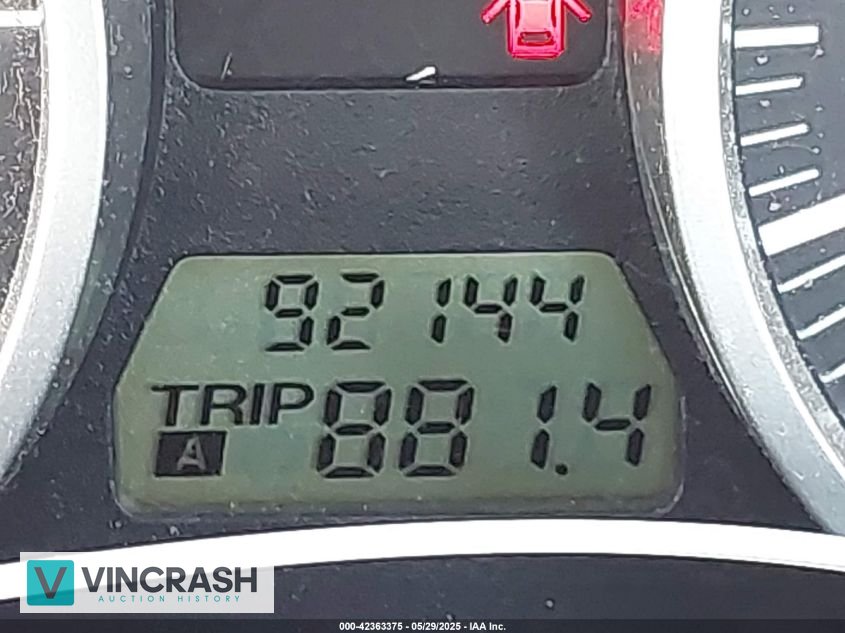 92144
TRIP 881.4
A
VINCRASH
AUCTION HISTORY
000-42363375 - 05/29/2025 - IAA Inc.